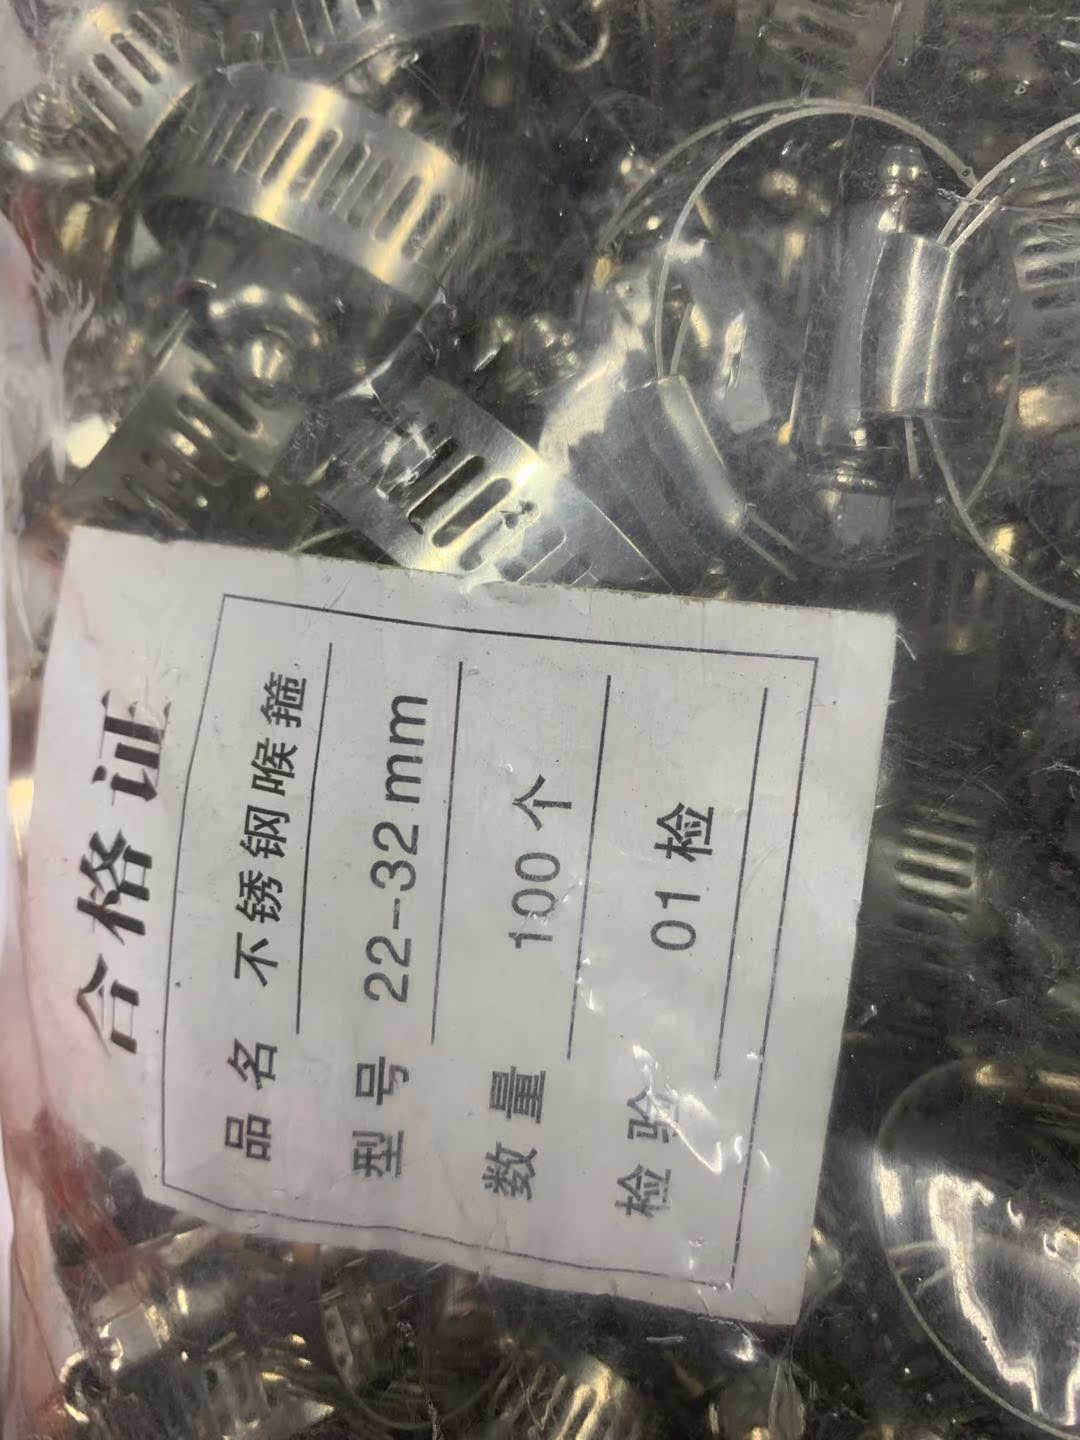 合格证
品名 不锈钢喉箍
型号 22-32mm
数量 100个
检验 01检